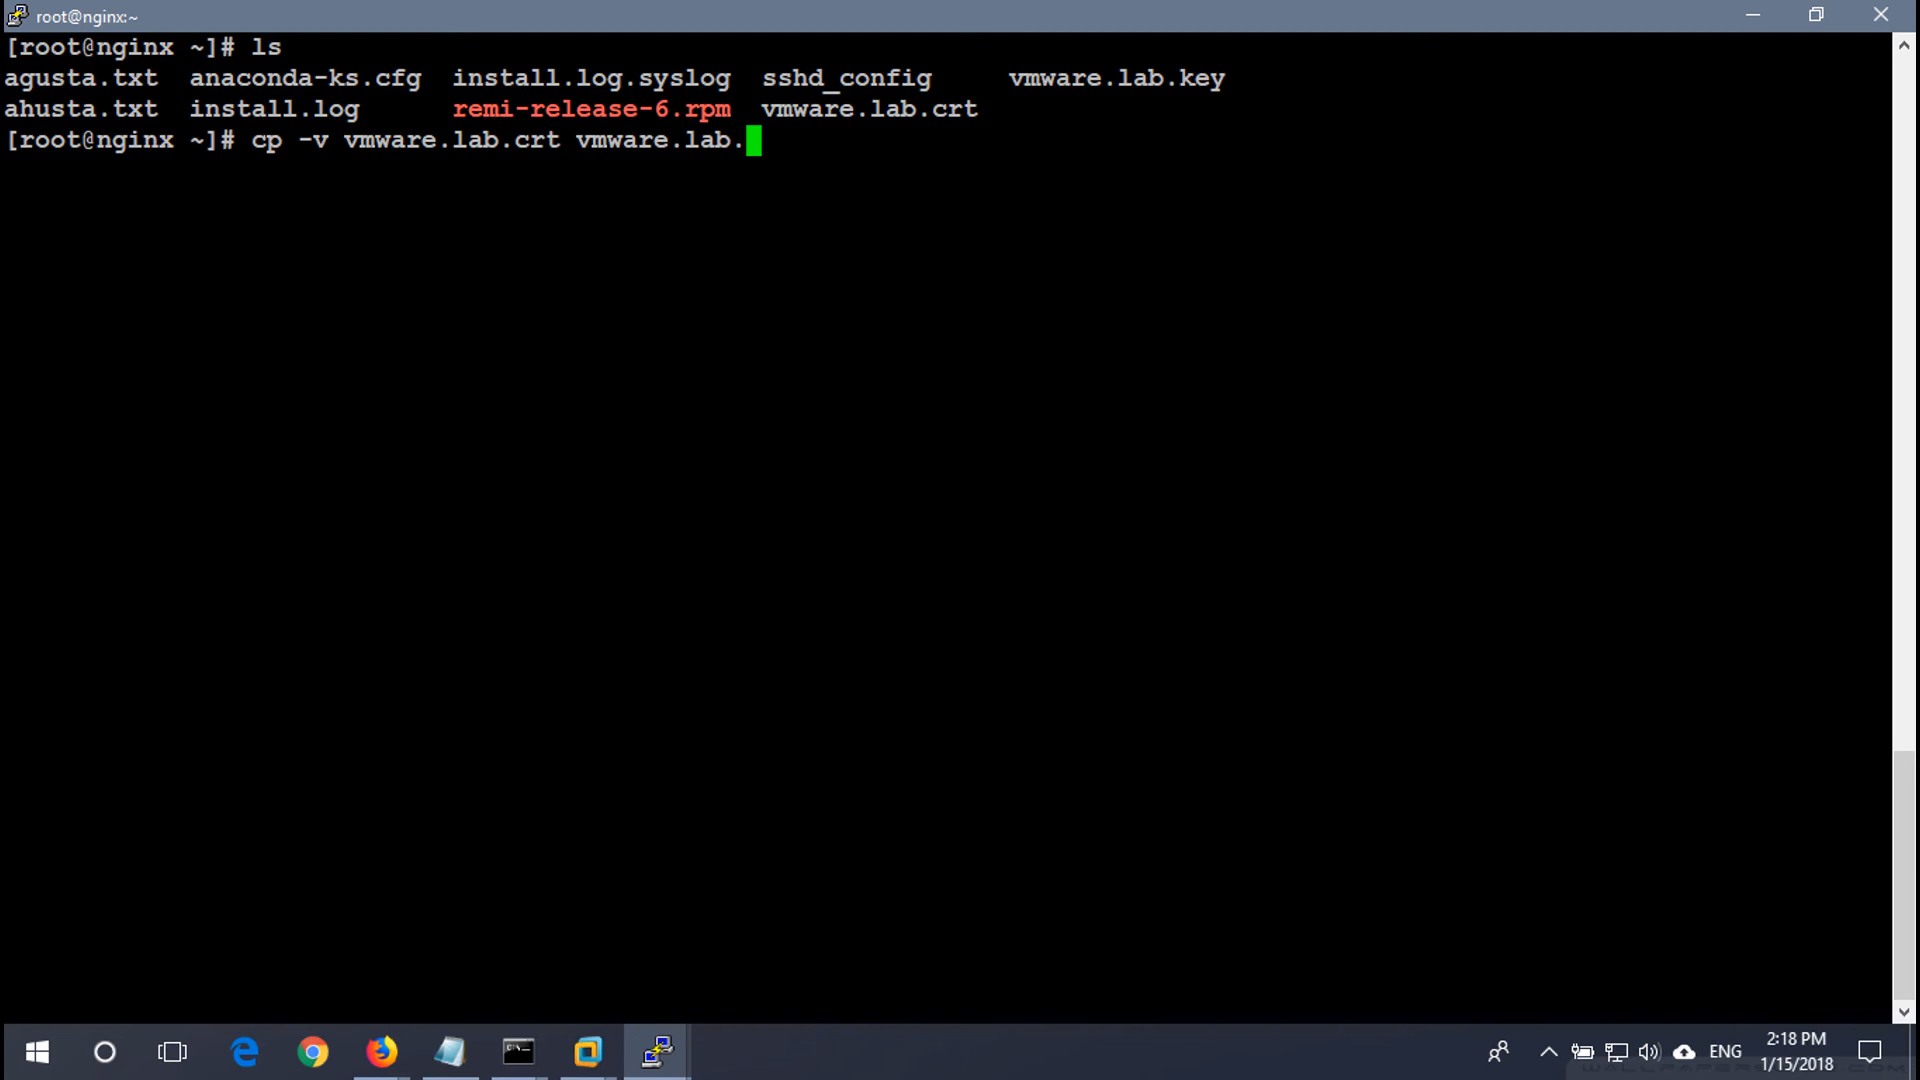 root@nginx:~
[root@nginx ~]# ls
agusta.txt anaconda-ks.cfg install.log.syslog sshd_config vmware.lab.key
ahusta.txt install.log remi-release-6.rpm vmware.lab.crt
[root@nginx ~]# cp -v vmware.lab.crt vmware.lab.
ENG
2:18 PM
1/15/2018